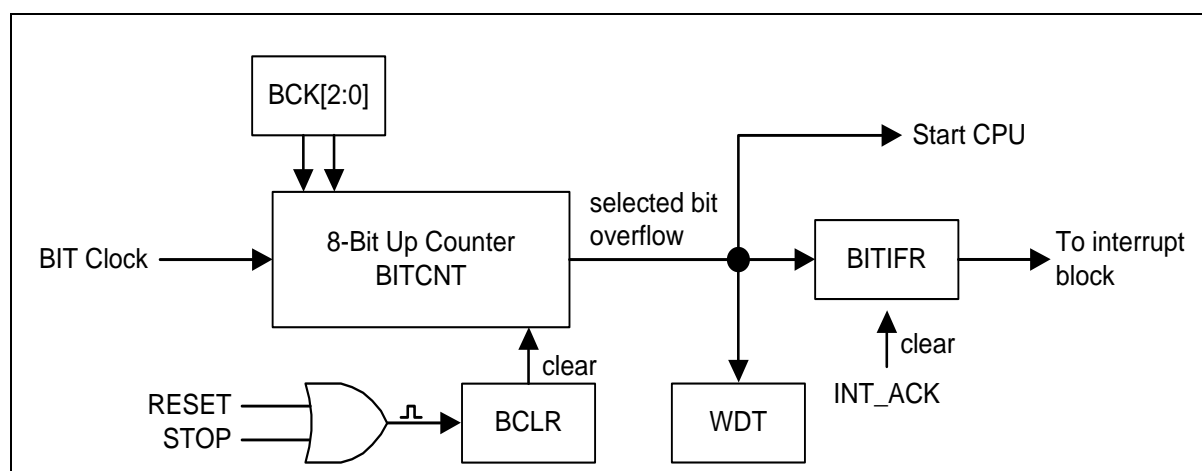 BCK[2:0]
Start CPU
selected bit
overflow
8-Bit Up Counter
BITCNT
BIT Clock
BITIFR
To interrupt
block
clear
clear
RESET
STOP
BCLR
WDT
INT_ACK